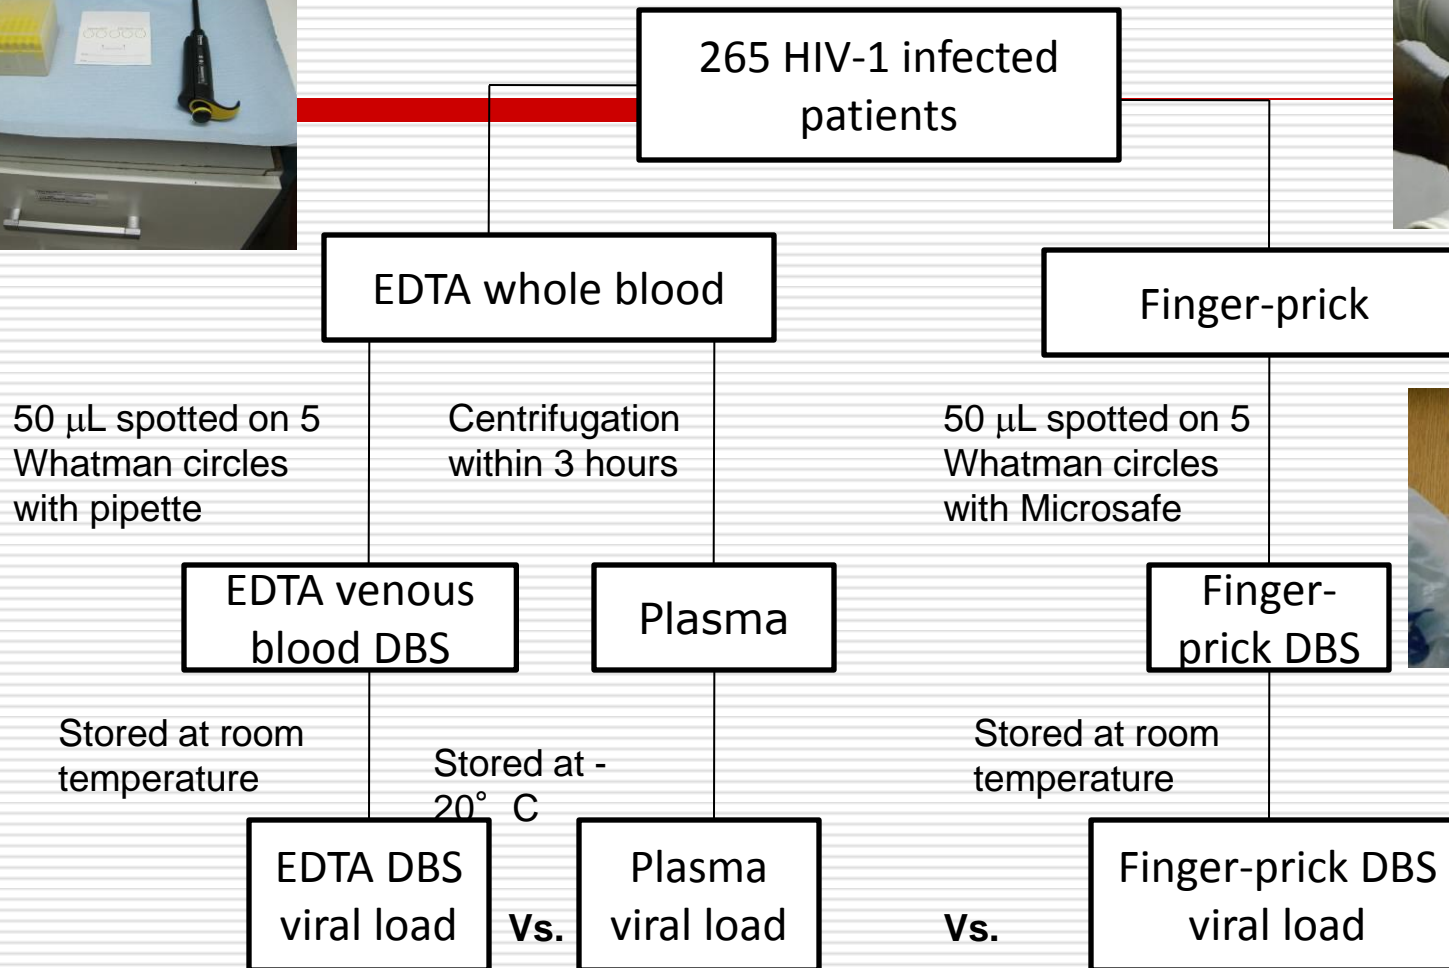 265 HIV-1 infected
patients
EDTA whole blood
Finger-prick
50 μL spotted on 5
Whatman circles
with pipette
Centrifugation
within 3 hours
50 μL spotted on 5
Whatman circles
with Microsafe
EDTA venous
blood DBS
Plasma
Finger-
prick DBS
Stored at room
temperature
Stored at -
20° C
Stored at room
temperature
EDTA DBS
viral load
Vs.
Plasma
viral load
Vs.
Finger-prick DBS
viral load